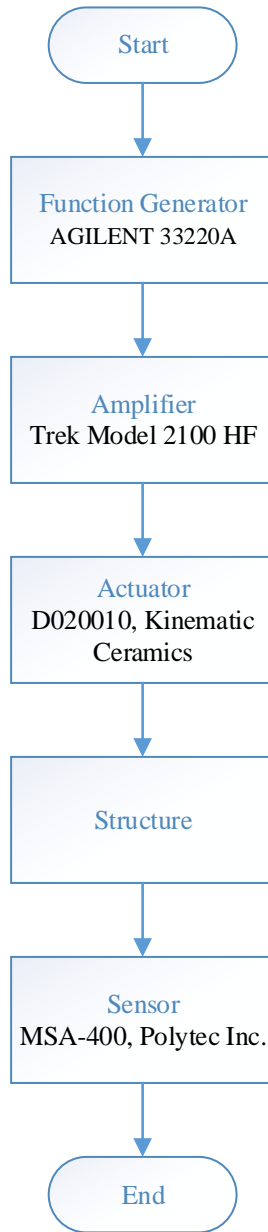 Start
Function Generator
AGILENT 33220A
Amplifier
Trek Model 2100 HF
Actuator
D020010, Kinematic
Ceramics
Structure
Sensor
MSA-400, Polytec Inc.
End